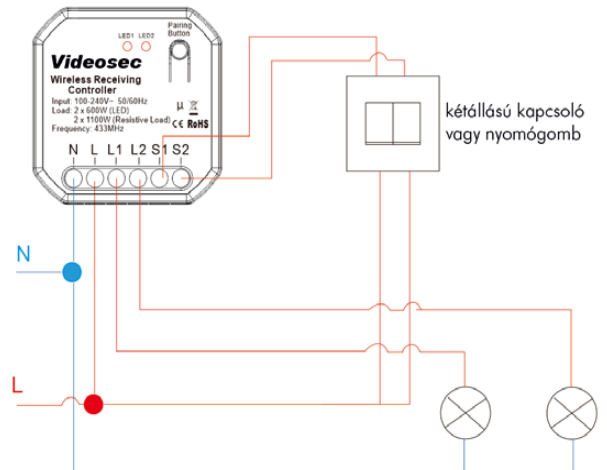 LED1 LED2
Pairing
Button
Videosec
Wireless Receiving
Controller
Input: 100-240V~ 50/60Hz
Load: 2 x 600W (LED)
2 x 1100W (Resistive Load)
Frequency: 433MHz
μ
CE RoHS
N L L1 L2 S1 S2
kétállású kapcsoló
vagy nyomógomb
N
L